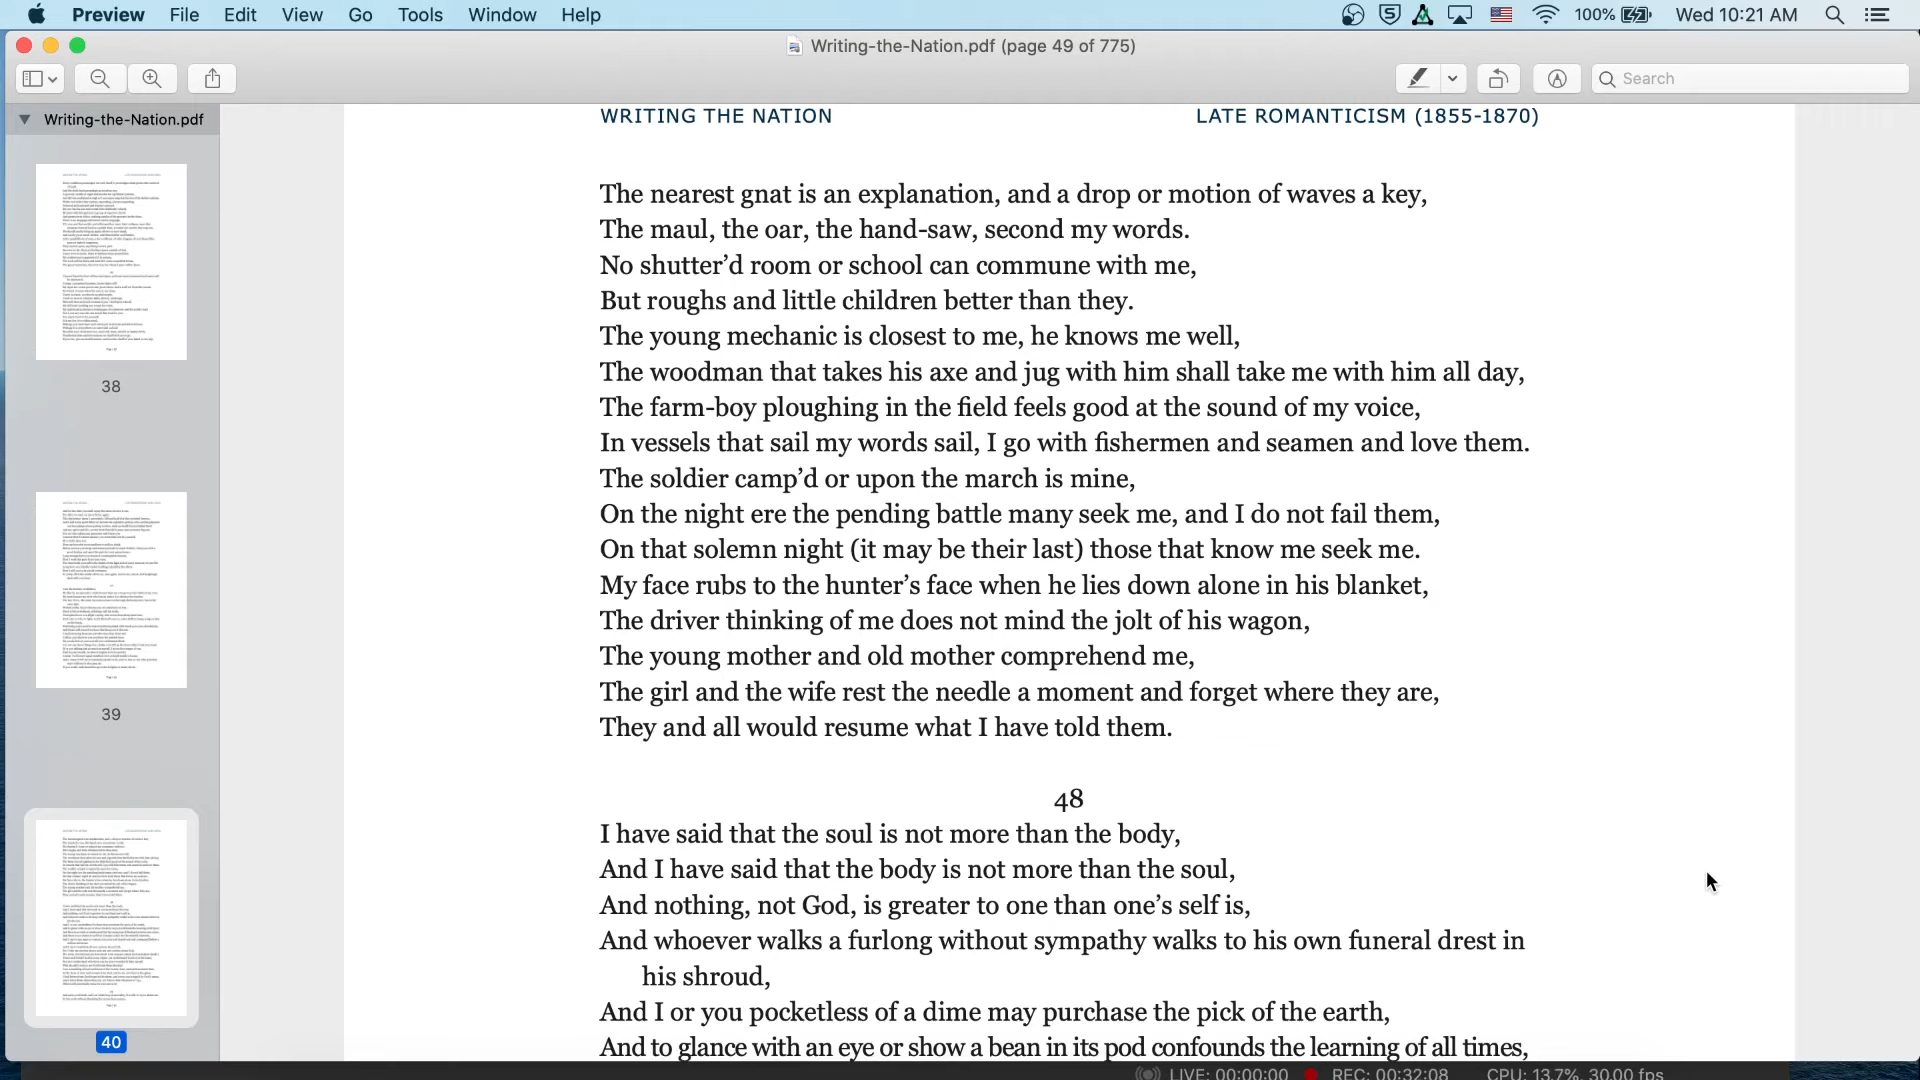 Preview File Edit View Go Tools Window Help 100% Wed 10:21 AM
Writing-the-Nation.pdf (page 49 of 775)
Search
Writing-the-Nation.pdf
38
39
40
WRITING THE NATION LATE ROMANTICISM (1855-1870)
The nearest gnat is an explanation, and a drop or motion of waves a key,
The maul, the oar, the hand-saw, second my words.
No shutter’d room or school can commune with me,
But roughs and little children better than they.
The young mechanic is closest to me, he knows me well,
The woodman that takes his axe and jug with him shall take me with him all day,
The farm-boy ploughing in the field feels good at the sound of my voice,
In vessels that sail my words sail, I go with fishermen and seamen and love them.
The soldier camp’d or upon the march is mine,
On the night ere the pending battle many seek me, and I do not fail them,
On that solemn night (it may be their last) those that know me seek me.
My face rubs to the hunter’s face when he lies down alone in his blanket,
The driver thinking of me does not mind the jolt of his wagon,
The young mother and old mother comprehend me,
The girl and the wife rest the needle a moment and forget where they are,
They and all would resume what I have told them.
48
I have said that the soul is not more than the body,
And I have said that the body is not more than the soul,
And nothing, not God, is greater to one than one’s self is,
And whoever walks a furlong without sympathy walks to his own funeral drest in
his shroud,
And I or you pocketless of a dime may purchase the pick of the earth,
And to glance with an eye or show a bean in its pod confounds the learning of all times,
LIVE: 00:00:00 REC: 00:32:08 CPU: 13.7%, 30.00 fps